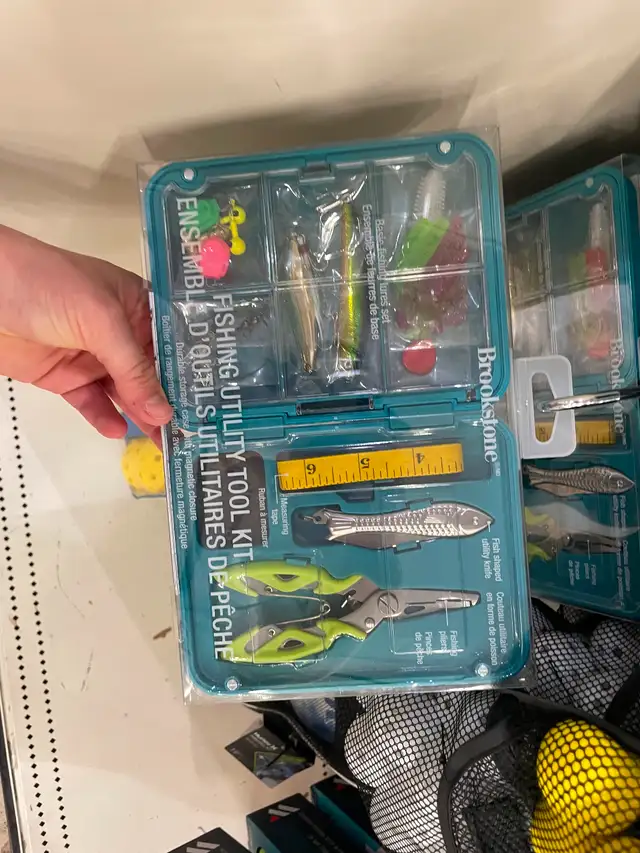 Brookstone
Basic fishing lures set
Ensemble de leurres de base
4
5
6
Measuring
tape
Ruban à mesurer
Fish shaped
utility knife
Couteau utilitaire
en forme de poisson
Fishing
pliers
Pinces
de pêche
FISHING UTILITY TOOL KIT
ENSEMBLE D'OUTILS UTILITAIRES DE PÊCHE
Durable storage case with magnetic closure
Boîtier de rangement durable avec fermeture magnétique